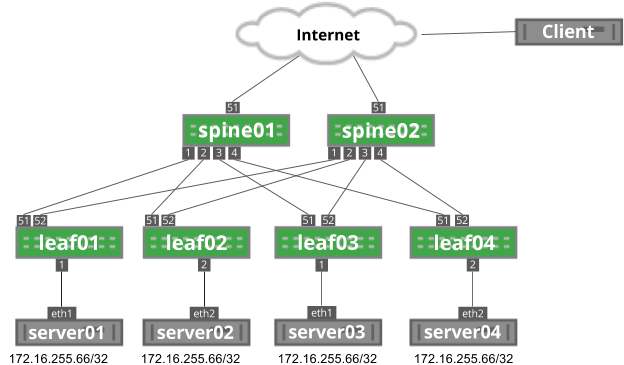 Internet
Client
51 51
spine01 spine02
1 2 3 4 1 2 3 4
51 52 51 52 51 52 51 52
leaf01 leaf02 leaf03 leaf04
1 2 1 2
eth1 eth2 eth1 eth2
server01 server02 server03 server04
172.16.255.66/32 172.16.255.66/32 172.16.255.66/32 172.16.255.66/32